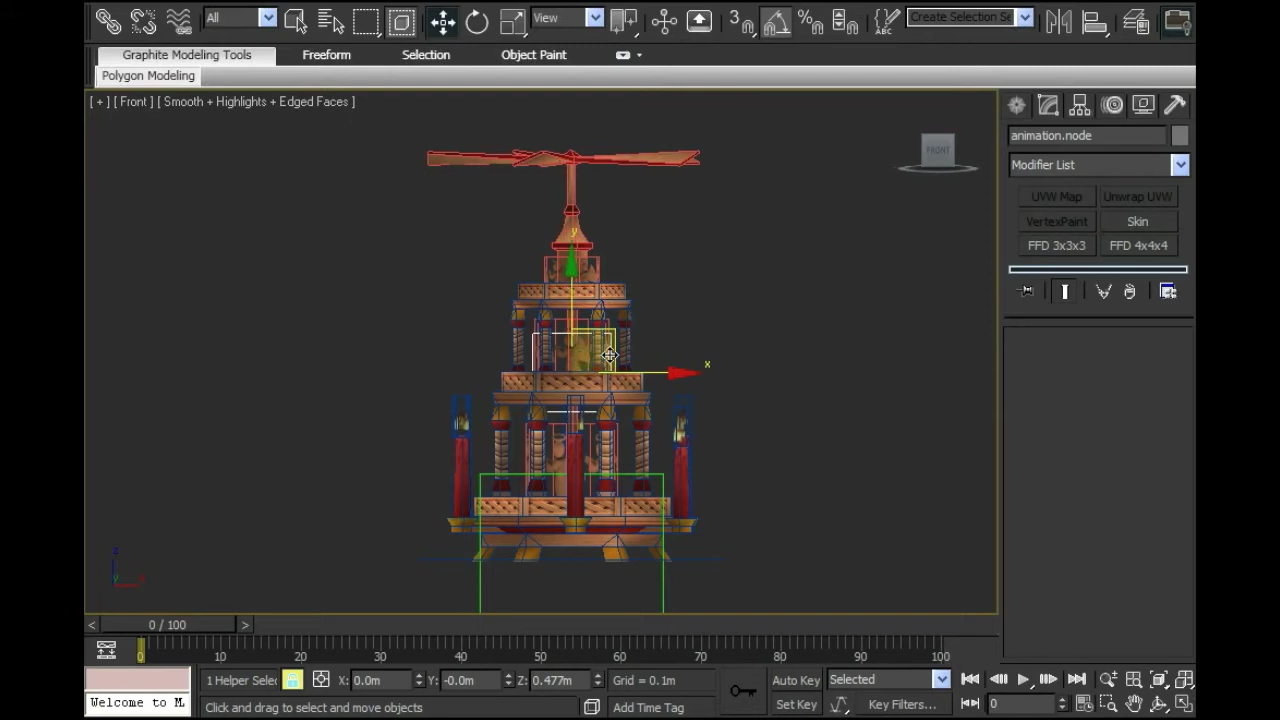 All
View
3
%
ABC
Create Selection Se
Graphite Modeling Tools
Freeform
Selection
Object Paint
Polygon Modeling
[ + ] [ Front ] [ Smooth + Highlights + Edged Faces ]
FRONT
animation.node
Modifier List
UVW Map
Unwrap UVW
VertexPaint
Skin
FFD 3x3x3
FFD 4x4x4
y
x
z
< 0 / 100 >
0 10 20 30 40 50 60 70 80 90 100
1 Helper Selec
X: 0.0m
Y: -0.0m
Z: 0.477m
Grid = 0.1m
Auto Key
Selected
Welcome to M
Click and drag to select and move objects
Add Time Tag
Set Key
Key Filters...
0